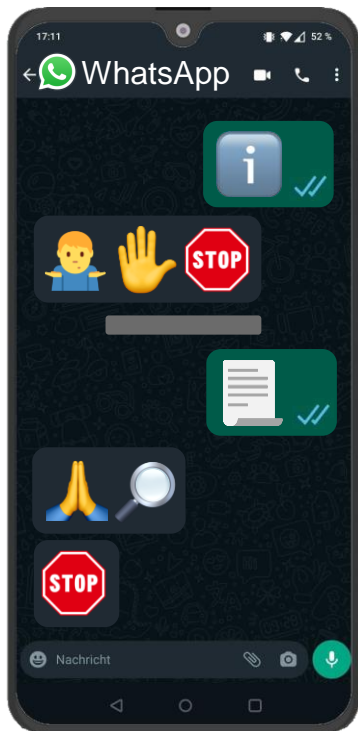 17:11
52 %
WhatsApp
i
STOP
STOP
Nachricht